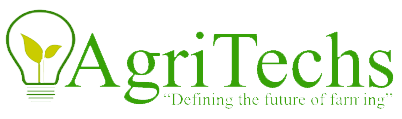 AgriTechs
“Defining the future of farming”